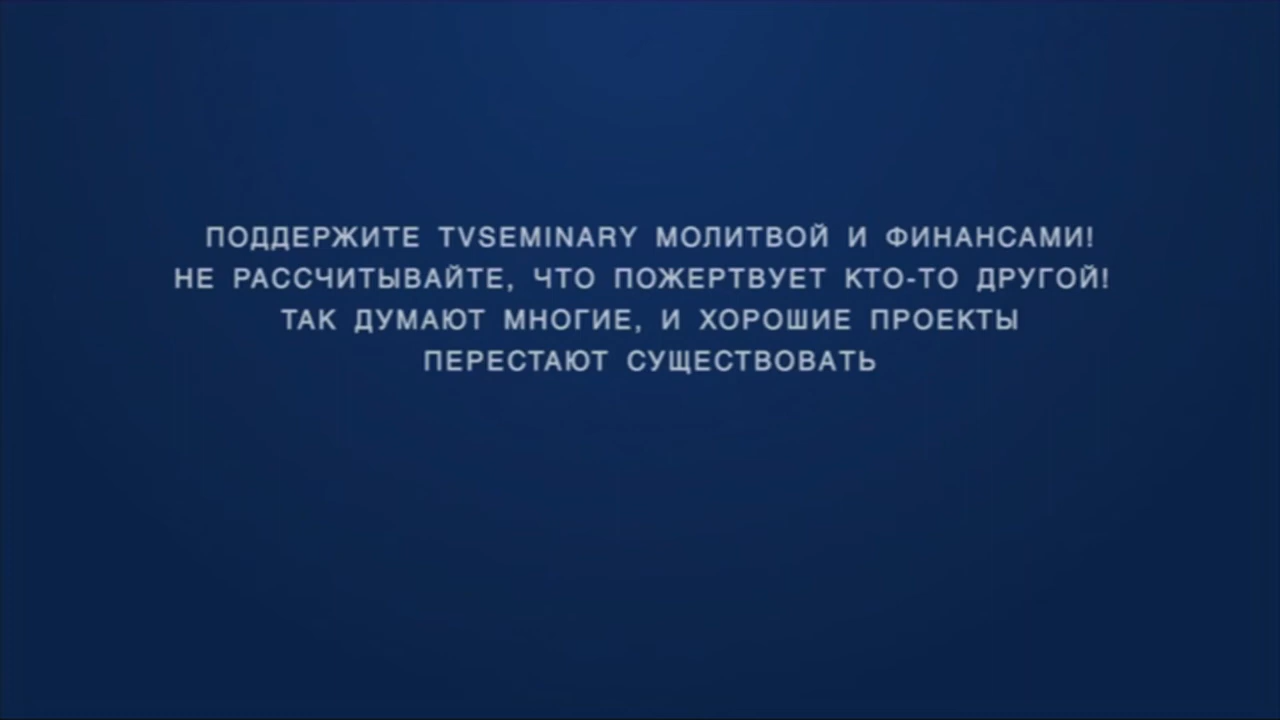 ПОДДЕРЖИТЕ TVSEMINARY МОЛИТВОЙ И ФИНАНСАМИ!
НЕ РАССЧИТЫВАЙТЕ, ЧТО ПОЖЕРТВУЕТ КТО-ТО ДРУГОЙ!
ТАК ДУМАЮТ МНОГИЕ, И ХОРОШИЕ ПРОЕКТЫ
ПЕРЕСТАЮТ СУЩЕСТВОВАТЬ